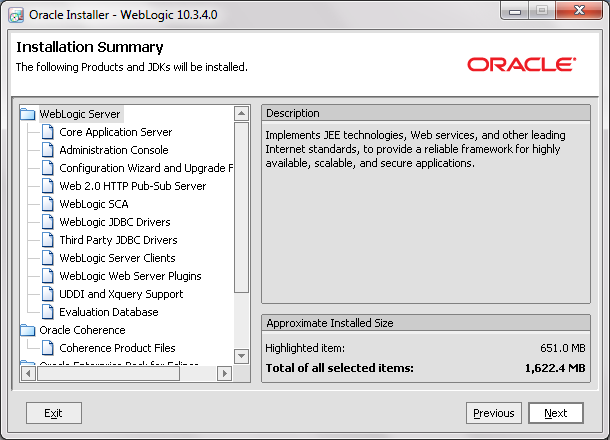 Oracle Installer - WebLogic 10.3.4.0
Installation Summary
The following Products and JDKs will be installed.
ORACLE
WebLogic Server
Core Application Server
Administration Console
Configuration Wizard and Upgrade F
Web 2.0 HTTP Pub-Sub Server
WebLogic SCA
WebLogic JDBC Drivers
Third Party JDBC Drivers
WebLogic Server Clients
WebLogic Web Server Plugins
UDDI and Xquery Support
Evaluation Database
Oracle Coherence
Coherence Product Files
Oracle Enterprise Pack for Eclipse
Description
Implements JEE technologies, Web services, and other leading
Internet standards, to provide a reliable framework for highly
available, scalable, and secure applications.
Approximate Installed Size
Highlighted item: 651.0 MB
Total of all selected items: 1,622.4 MB
Exit
Previous
Next